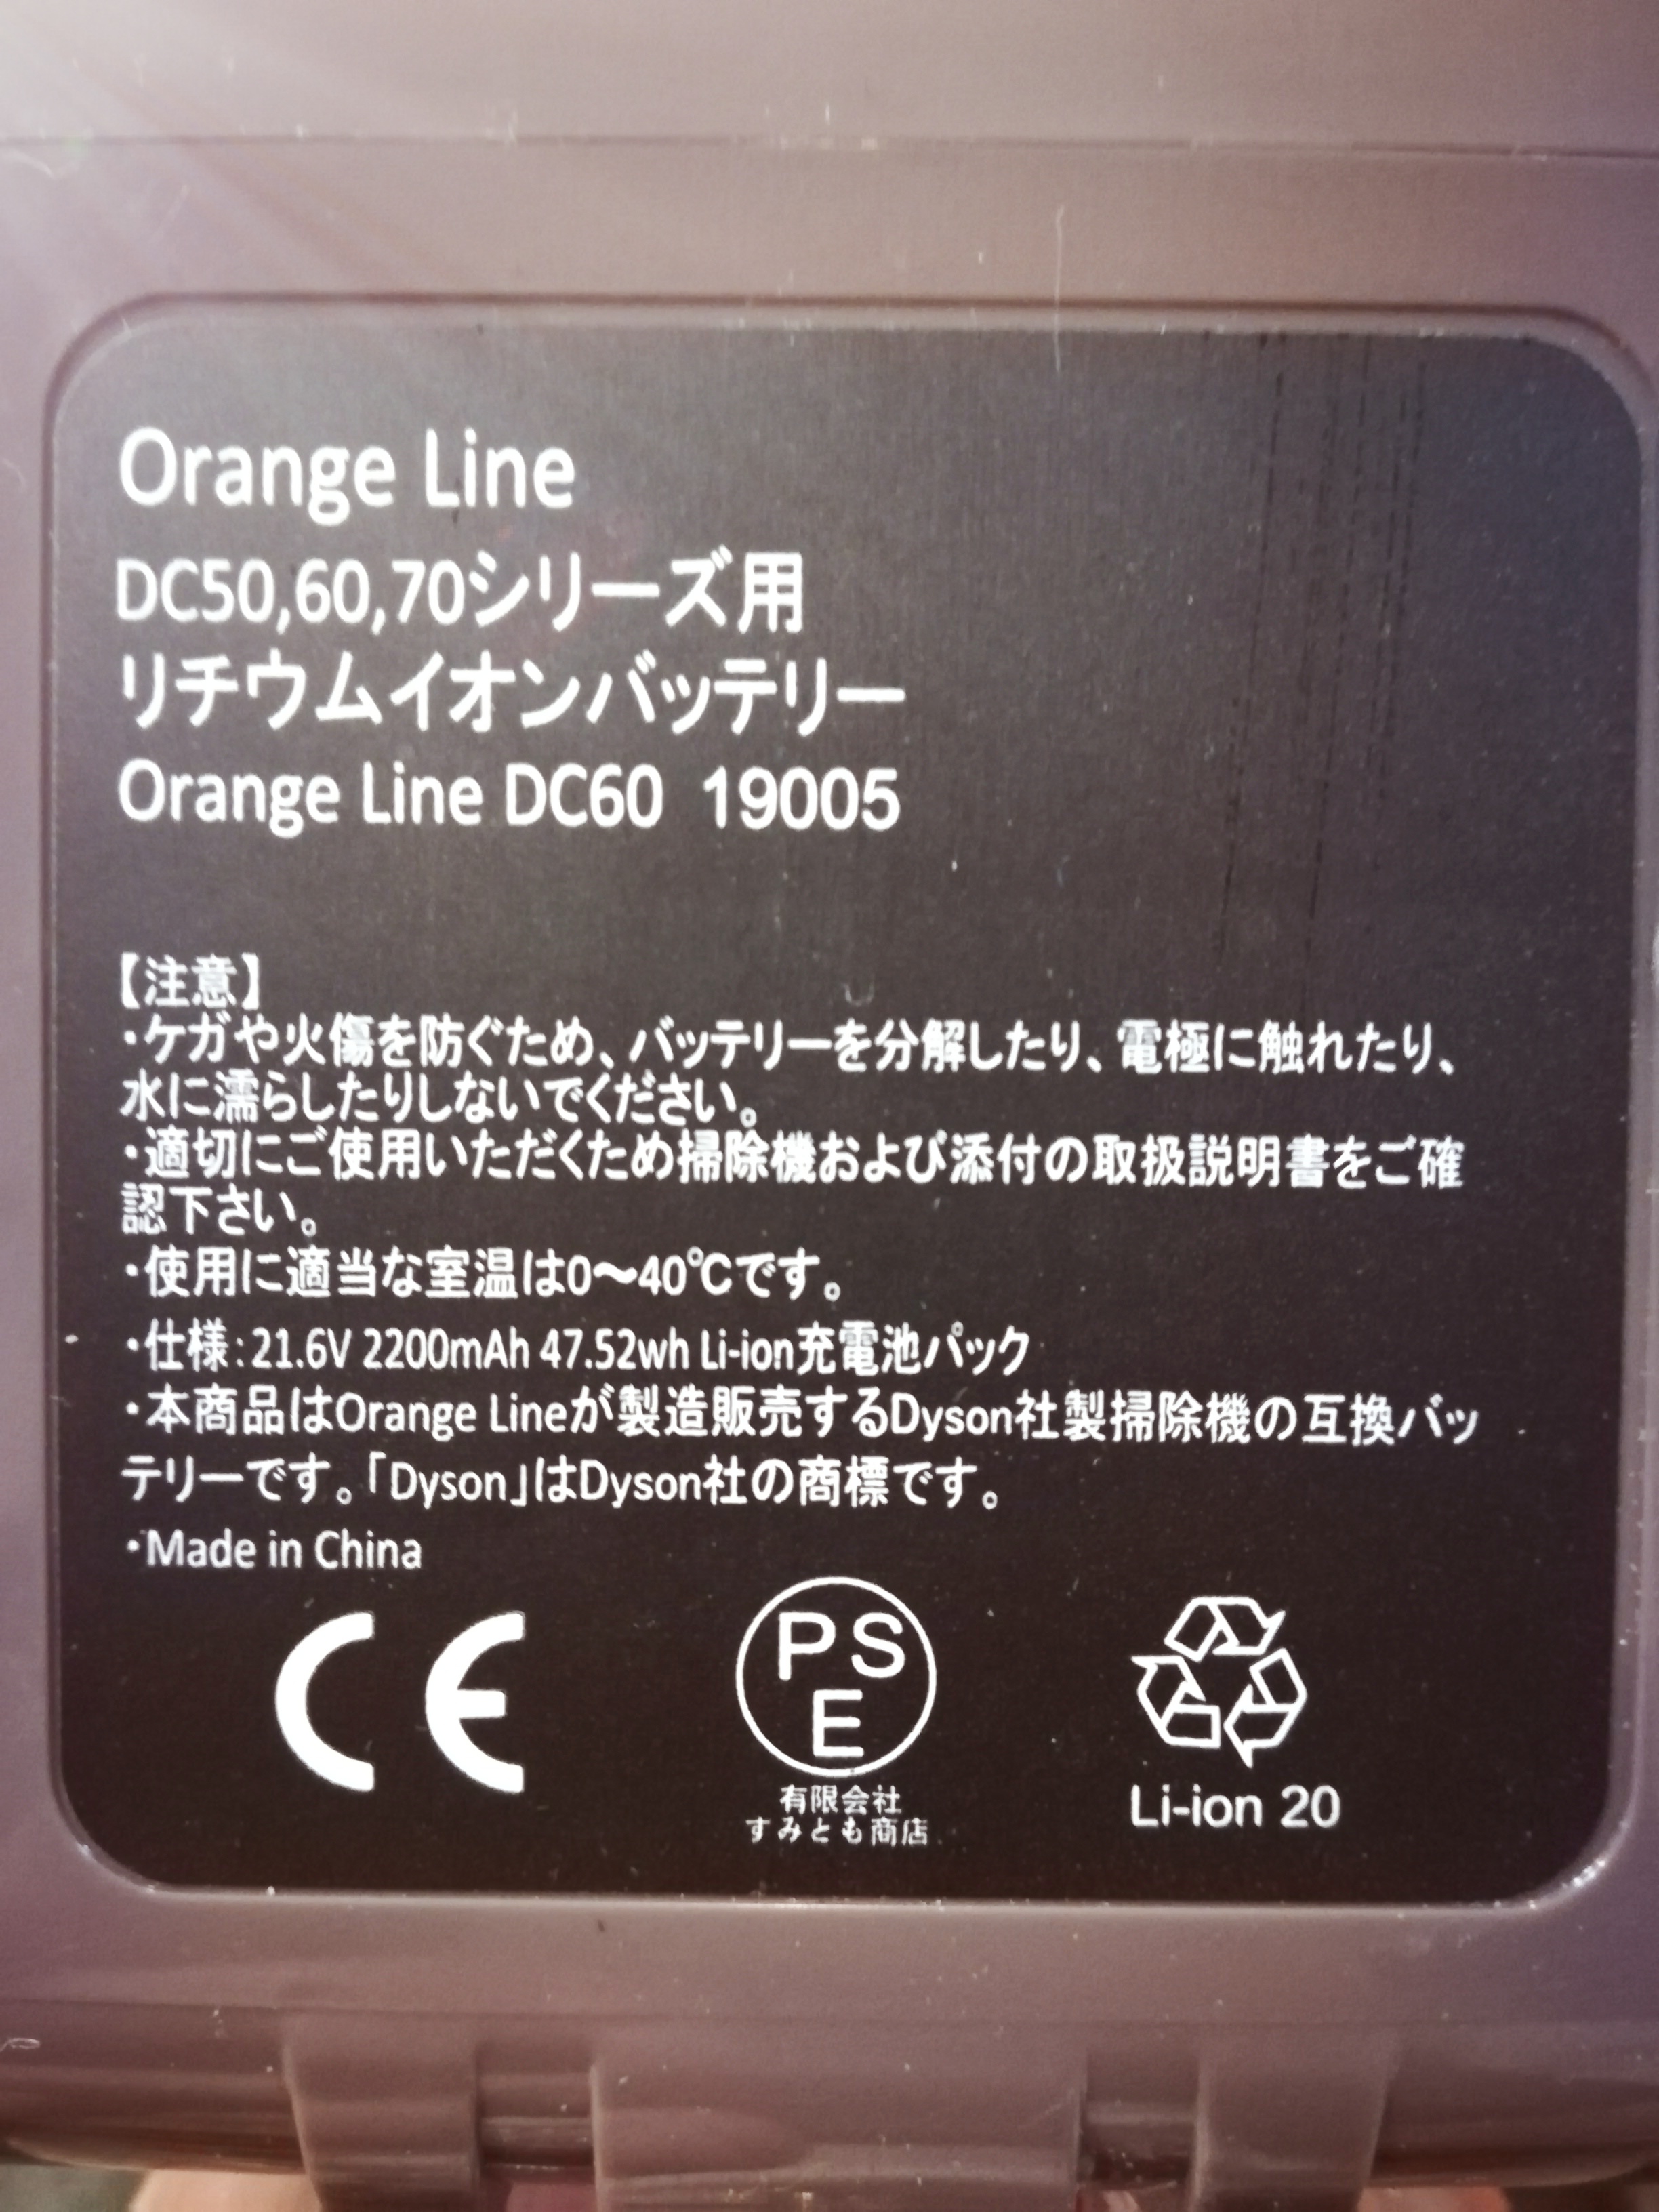 Orange Line
DC50,60,70シリーズ用
リチウムイオンバッテリー
Orange Line DC60 19005
【注意】
・ケガや火傷を防ぐため、バッテリーを分解したり、電極に触れたり、
水に濡らしたりしないでください。
・適切にご使用いただくため掃除機および添付の取扱説明書をご確
認下さい。
・使用に適当な室温は0～40℃です。
・仕様：21.6V 2200mAh 47.52wh Li-ion充電池パック
・本商品はOrange Lineが製造販売するDyson社製掃除機の互換バッ
テリーです。「Dyson」はDyson社の商標です。
・Made in China
CE
PS
E
有限会社
すみとも商店
Li-ion 20